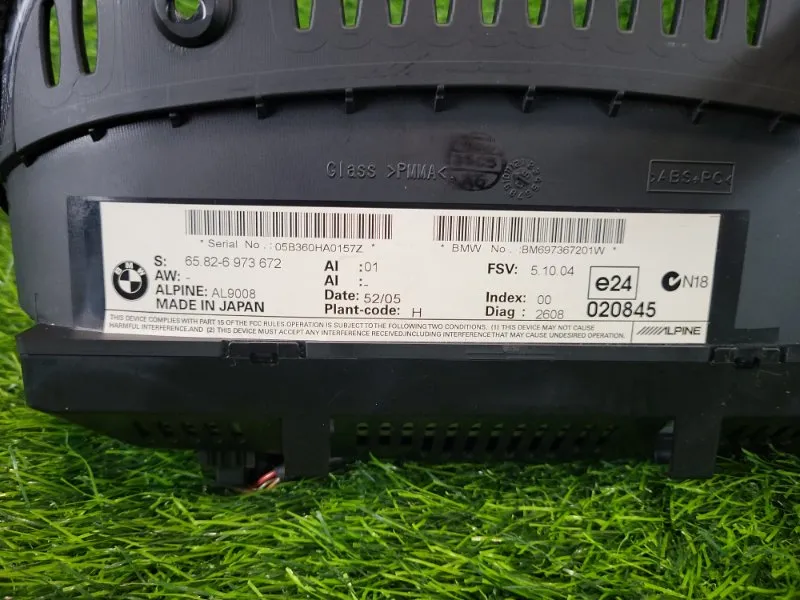 Glass >PMMA<
>ABS+PC<
* Serial No.:05B360HA0157Z *
* BMW No.:BM697367201W *
BMW
S: 65.82-6 973 672
AW: -
ALPINE: AL9008
MADE IN JAPAN
AI :01
AI :-
Date: 52/05
Plant-code: H
FSV: 5.10.04
Index: 00
Diag : 2608
e24
020845
N18
THIS DEVICE COMPLIES WITH PART 15 OF THE FCC RULES OPERATION IS SUBJECT TO THE FOLLOWING TWO CONDITIONS. (1) THIS DEVICE MAY NOT CAUSE
HARMFUL INTERFERENCE, AND (2) THIS DEVICE MUST ACCEPT ANY INTERFERENCE RECEIVED,INCLUDING INTERFERENCE THAT MAY CAUSE UNDESIRED OPERATION.
ALPINE